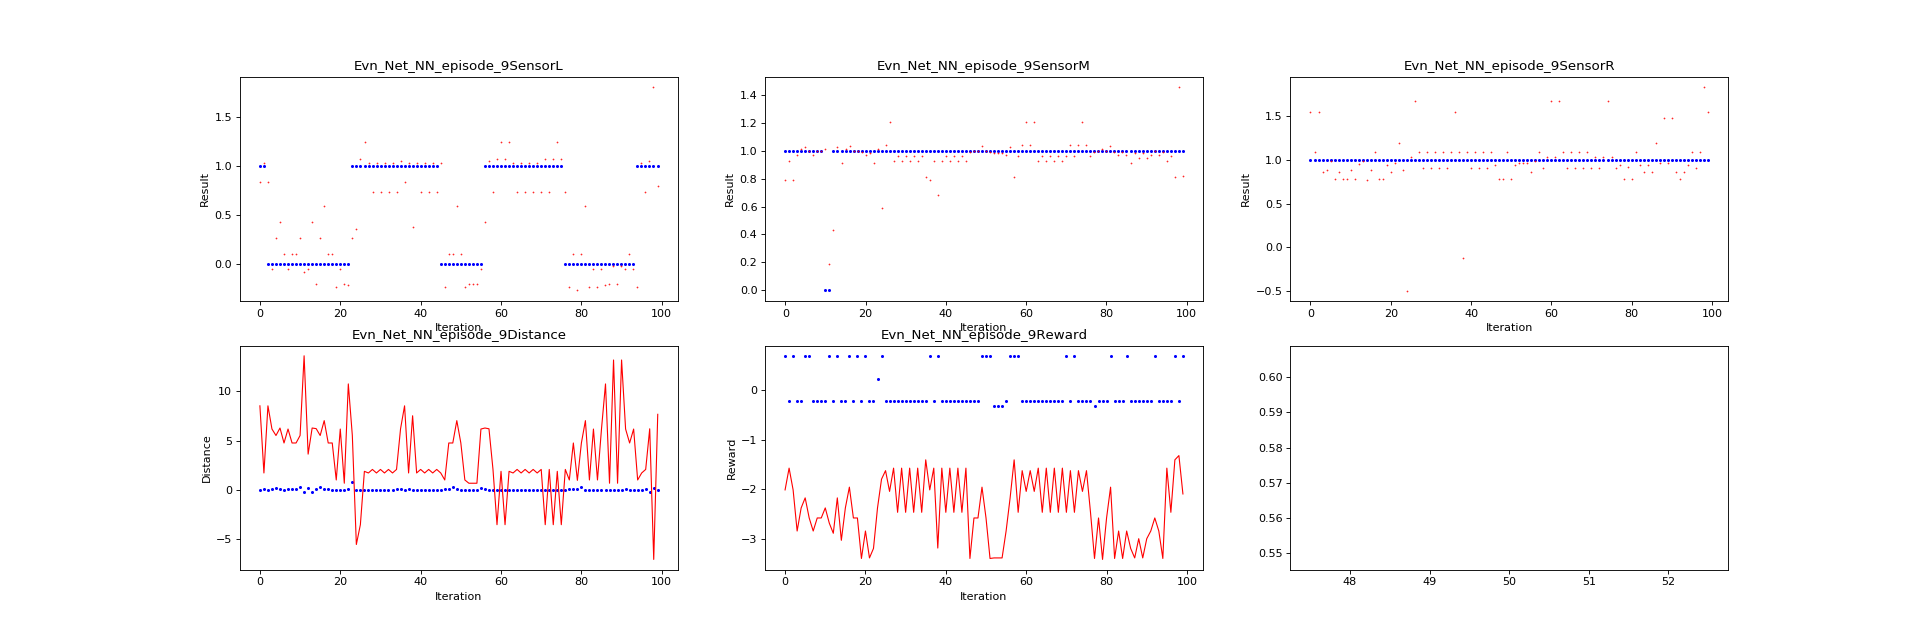 Evn_Net_NN_episode_9SensorL
Result
1.5
1.0
0.5
0.0
0 20 40 60 80 100
Iteration
Evn_Net_NN_episode_9SensorM
Result
1.4
1.2
1.0
0.8
0.6
0.4
0.2
0.0
0 20 40 60 80 100
Iteration
Evn_Net_NN_episode_9SensorR
Result
1.5
1.0
0.5
0.0
−0.5
0 20 40 60 80 100
Iteration
Evn_Net_NN_episode_9Distance
Distance
10
5
0
−5
0 20 40 60 80 100
Iteration
Evn_Net_NN_episode_9Reward
Reward
0
−1
−2
−3
0 20 40 60 80 100
Iteration
0.60
0.59
0.58
0.57
0.56
0.55
48 49 50 51 52